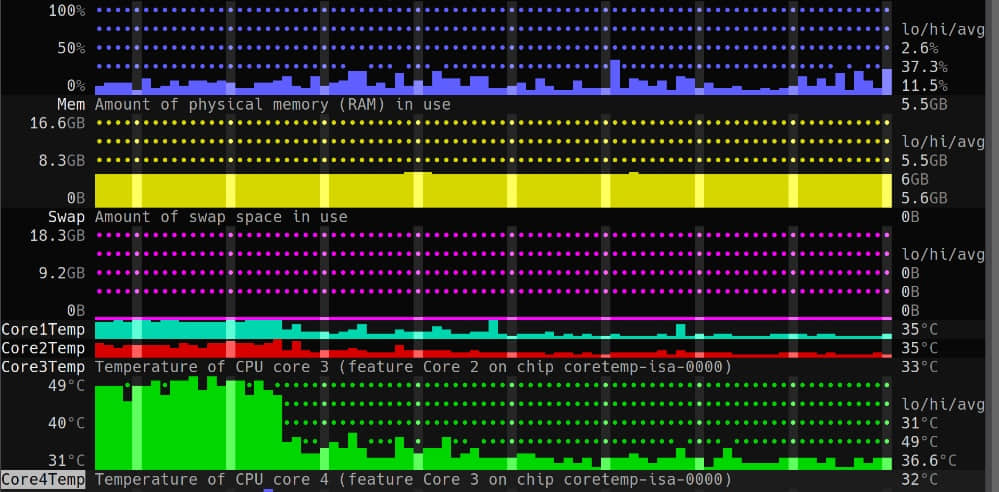 100%
lo/hi/avg
50% 2.6%
37.3%
0% 11.5%
Mem Amount of physical memory (RAM) in use 5.5GB
16.6GB
lo/hi/avg
8.3GB 5.5GB
6GB
0B 5.6GB
Swap Amount of swap space in use 0B
18.3GB
lo/hi/avg
9.2GB 0B
0B
0B 0B
Core1Temp 35°C
Core2Temp 35°C
Core3Temp Temperature of CPU core 3 (feature Core 2 on chip coretemp-isa-0000) 33°C
49°C
lo/hi/avg
40°C 31°C
49°C
31°C 36.6°C
Core4Temp Temperature of CPU core 4 (feature Core 3 on chip coretemp-isa-0000) 32°C